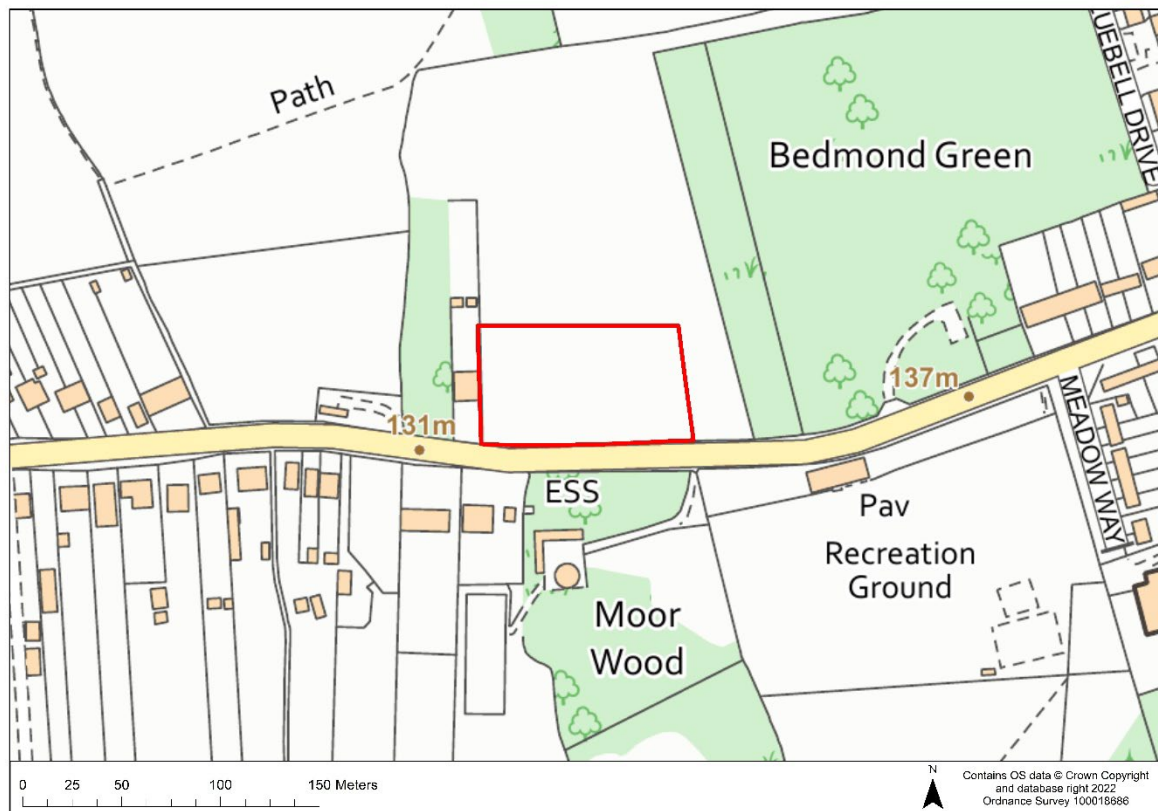 Path
Bedmond Green
UEBELL DRIVE
137m
131m
MEADOW WAY
ESS
Pav
Recreation
Ground
Moor
Wood
0 25 50 100 150 Meters
N
Contains OS data © Crown Copyright
and database right 2022
Ordnance Survey 100018686